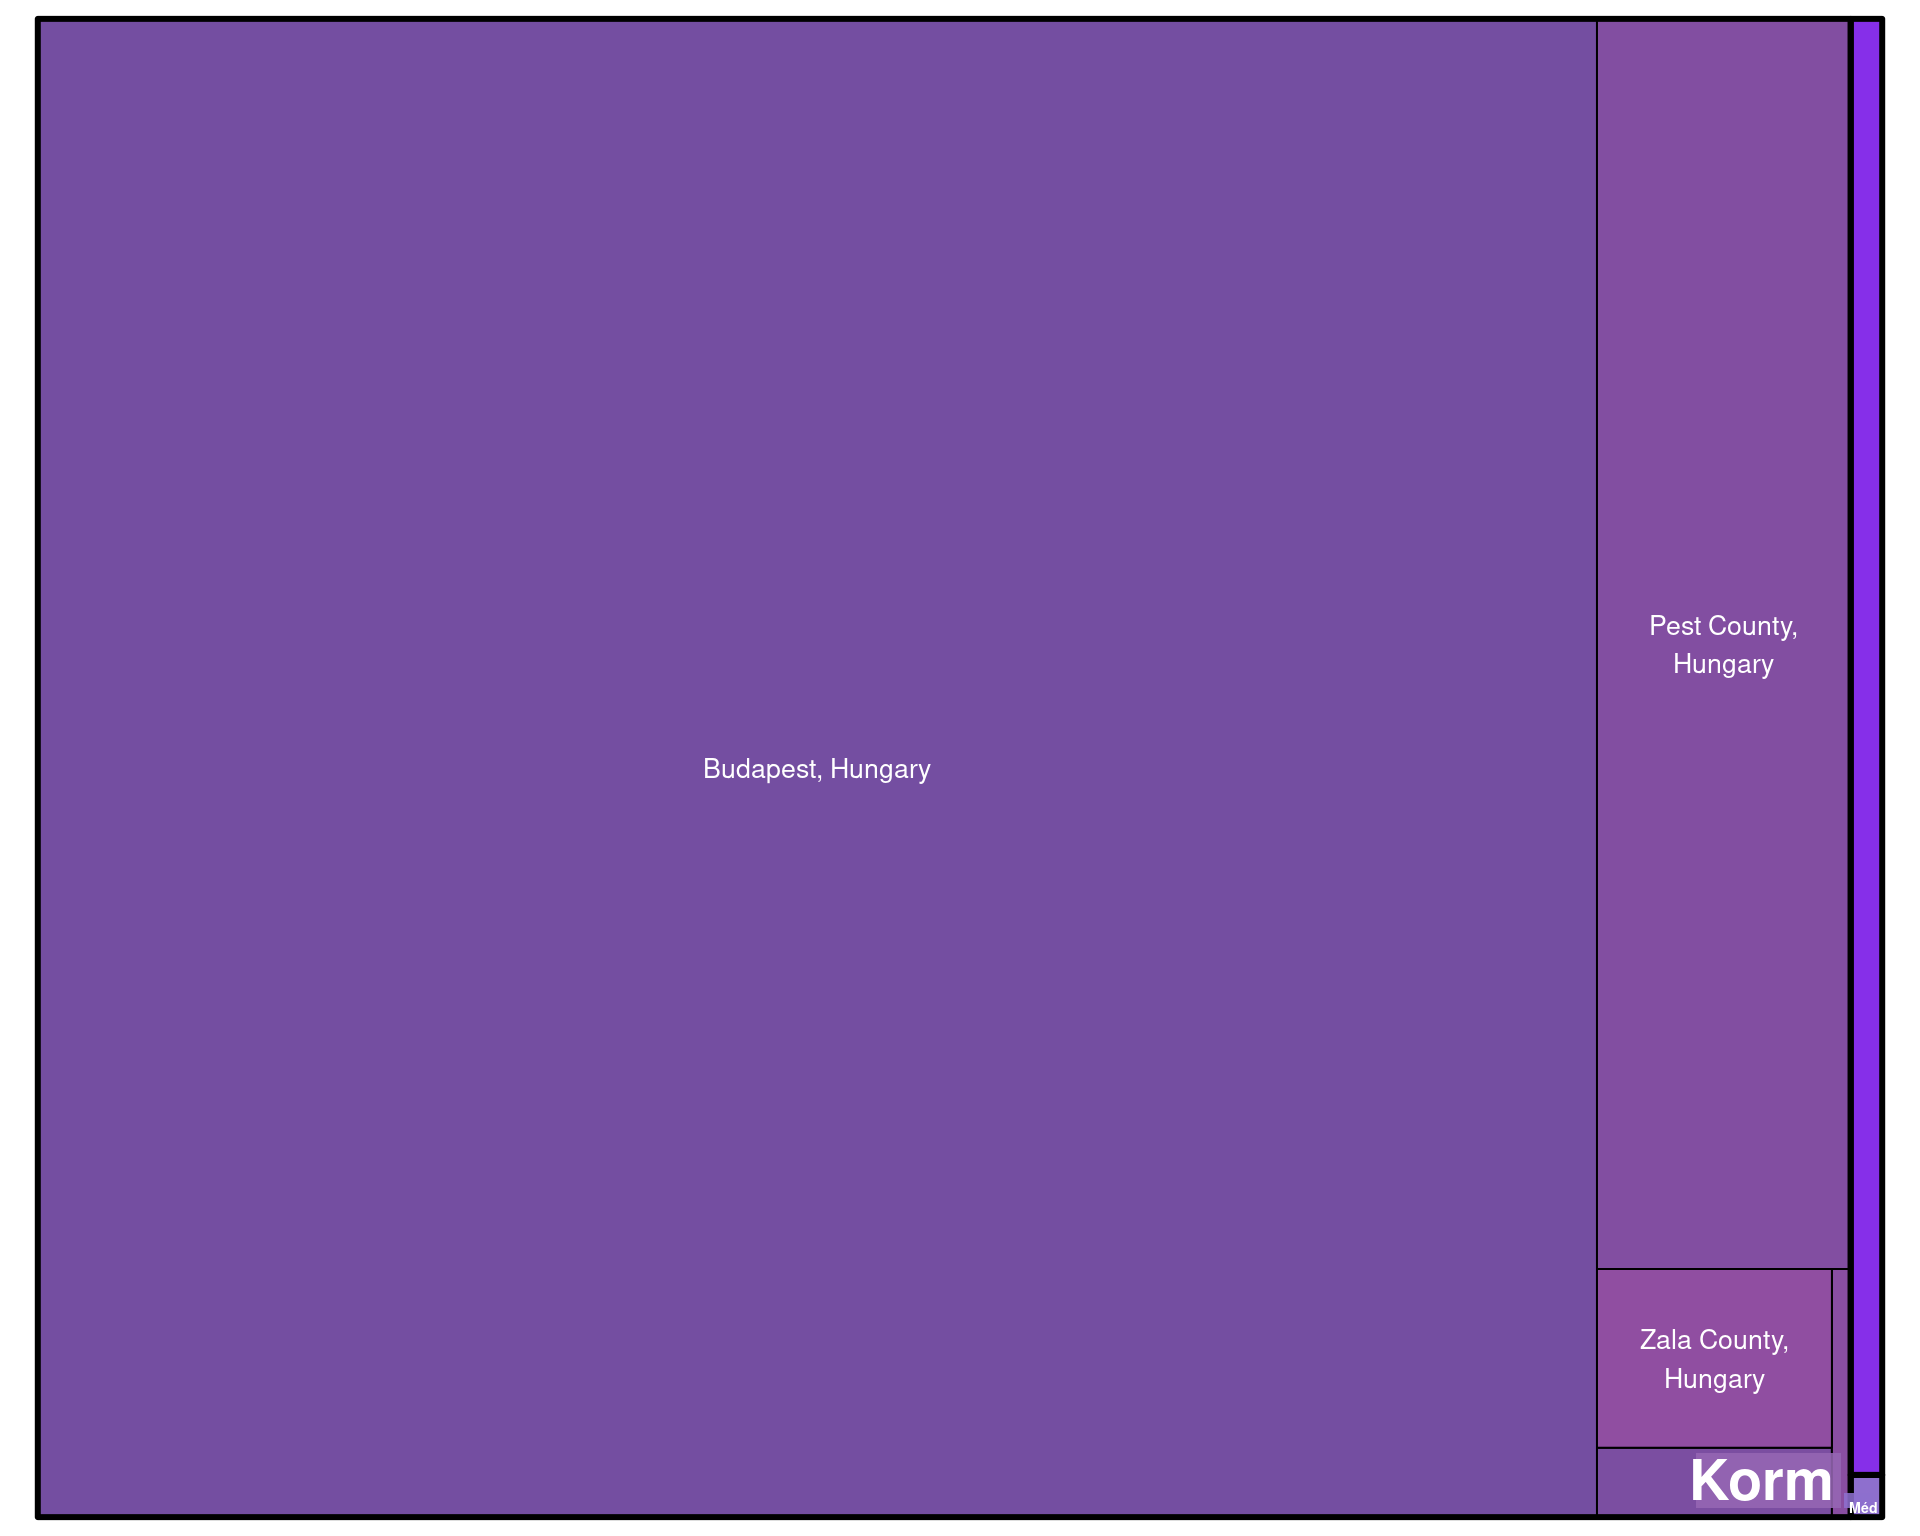 Pest County,
Hungary
Budapest, Hungary
Zala County,
Hungary
Korm
Méd